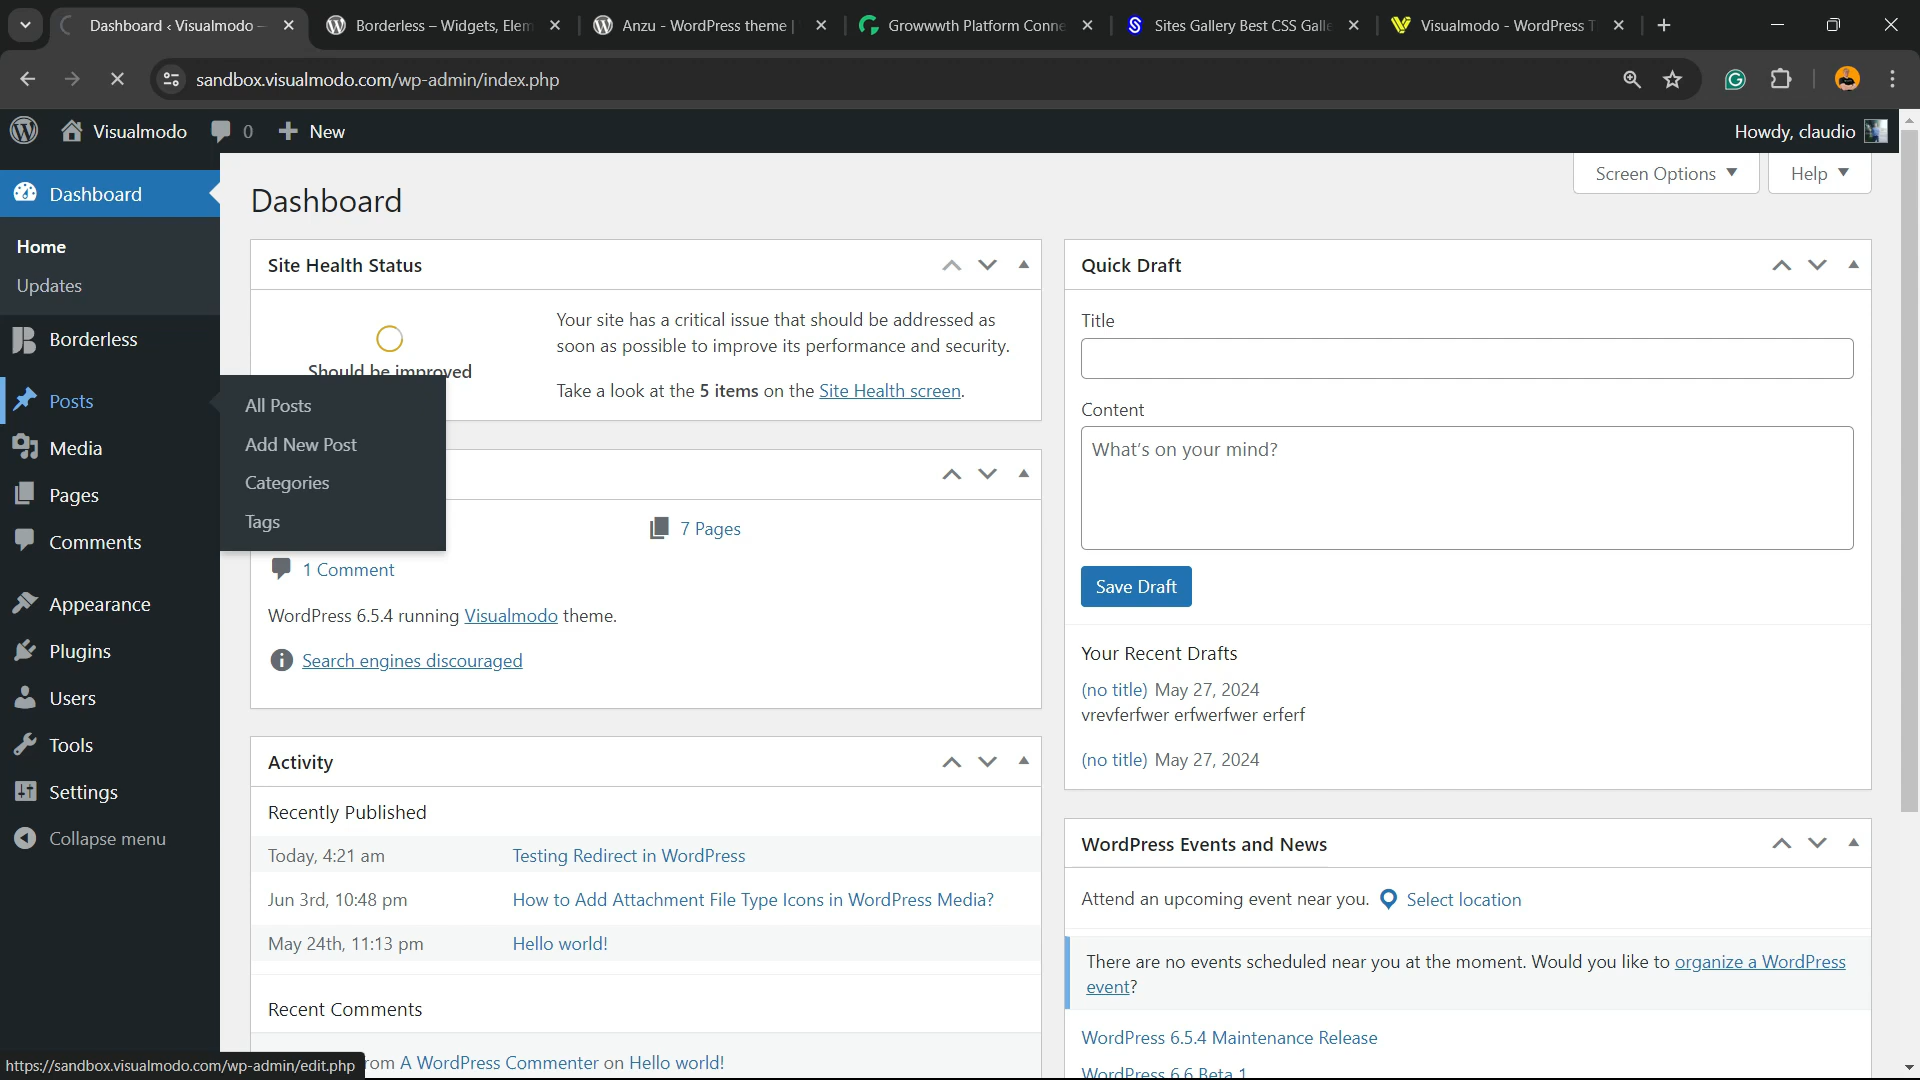 Dashboard ‹ Visualmodo –
Borderless – Widgets, Elem
Anzu - WordPress theme |
Growwwth Platform Conne
Sites Gallery Best CSS Galle
Visualmodo - WordPress T
sandbox.visualmodo.com/wp-admin/index.php
Visualmodo
0
New
Howdy, claudio
Dashboard
Home
Updates
Borderless
Posts
Media
Pages
Comments
Appearance
Plugins
Users
Tools
Settings
Collapse menu
All Posts
Add New Post
Categories
Tags
Dashboard
Screen Options
Help
Site Health Status
Should be improved
Your site has a critical issue that should be addressed as
soon as possible to improve its performance and security.
Take a look at the 5 items on the Site Health screen.
7 Pages
1 Comment
WordPress 6.5.4 running Visualmodo theme.
Search engines discouraged
Activity
Recently Published
Today, 4:21 am Testing Redirect in WordPress
Jun 3rd, 10:48 pm How to Add Attachment File Type Icons in WordPress Media?
May 24th, 11:13 pm Hello world!
Recent Comments
om A WordPress Commenter on Hello world!
Quick Draft
Title
Content
What's on your mind?
Save Draft
Your Recent Drafts
(no title) May 27, 2024
vrevferfwer erfwerfwer erferf
(no title) May 27, 2024
WordPress Events and News
Attend an upcoming event near you. Select location
There are no events scheduled near you at the moment. Would you like to organize a WordPress
event?
WordPress 6.5.4 Maintenance Release
WordPress 6.6 Beta 1
https://sandbox.visualmodo.com/wp-admin/edit.php